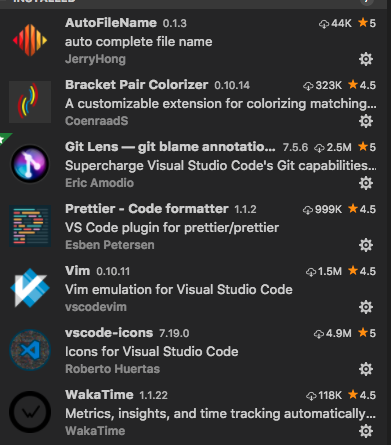 AutoFileName 0.1.3 44K ★5
auto complete file name
JerryHong
Bracket Pair Colorizer 0.10.14 323K ★4.5
A customizable extension for colorizing matching...
CoenraadS
Git Lens — git blame annotatio... 7.5.6 2.5M ★5
Supercharge Visual Studio Code's Git capabilities...
Eric Amodio
Prettier - Code formatter 1.1.2 999K ★4.5
VS Code plugin for prettier/prettier
Esben Petersen
Vim 0.10.11 1.5M ★4.5
Vim emulation for Visual Studio Code
vscodevim
vscode-icons 7.19.0 4.9M ★5
Icons for Visual Studio Code
Roberto Huertas
WakaTime 1.1.22 118K ★4.5
Metrics, insights, and time tracking automatically...
WakaTime